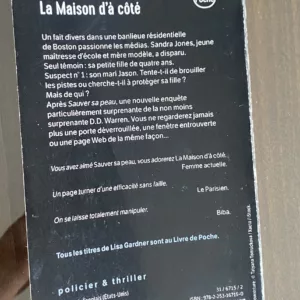 La Maison d'à côté
Un fait divers dans une banlieue résidentielle
de Boston passionne les médias. Sandra Jones, jeune
maîtresse d'école et mère modèle, a disparu.
Seul témoin : sa petite fille de quatre ans.
Suspect n° 1 : son mari Jason. Tente-t-il de brouiller
les pistes ou cherche-t-il à protéger sa fille ?
Mais de qui ?
Après Sauver sa peau, une nouvelle enquête
particulièrement surprenante de la non moins
surprenante D.D. Warren. Vous ne regarderez jamais
plus une porte déverrouillée, une fenêtre entrouverte
ou une page Web de la même façon...
Vous avez aimé Sauver sa peau, vous adorerez La Maison d'à côté.
Femme actuelle.
Un page turner d'une efficacité sans faille.
Le Parisien.
On se laisse totalement manipuler.
Biba.
Tous les titres de Lisa Gardner sont au Livre de Poche.
policier & thriller
(États-Unis)
31/6715/2